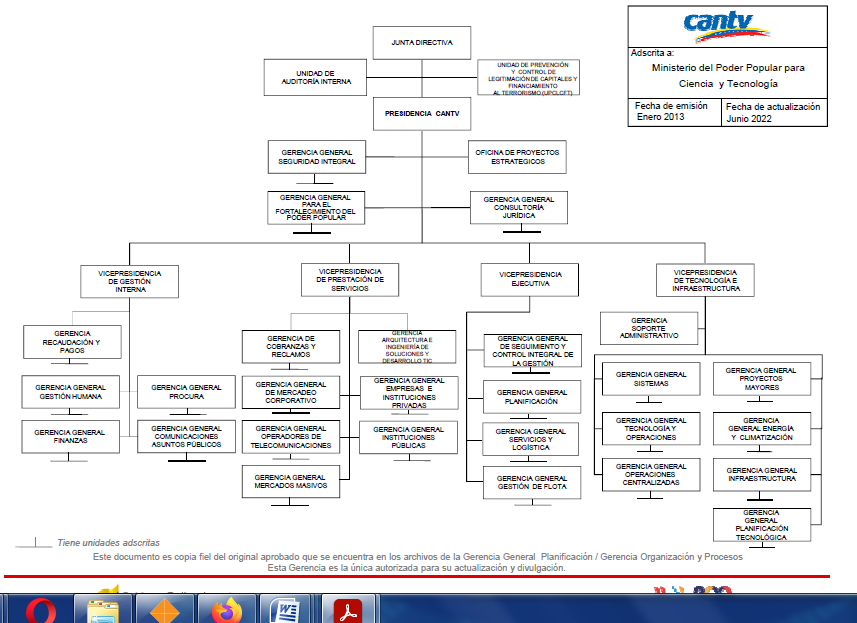 cantv
Adscrita a:
Ministerio del Poder Popular para
Ciencia y Tecnología
Fecha de emisión
Enero 2013
Fecha de actualización
Junio 2022
JUNTA DIRECTIVA
UNIDAD DE
AUDITORÍA INTERNA
UNIDAD DE PREVENCIÓN
Y CONTROL DE
LEGITIMACIÓN DE CAPITALES Y
FINANCIAMIENTO
AL TERRORISMO (UPCLCFT)
PRESIDENCIA CANTV
GERENCIA GENERAL
SEGURIDAD INTEGRAL
OFICINA DE PROYECTOS
ESTRATEGICOS
GERENCIA GENERAL
PARA EL
FORTALECIMIENTO DEL
PODER POPULAR
GERENCIA GENERAL
CONSULTORÍA
JURÍDICA
VICEPRESIDENCIA
DE GESTIÓN
INTERNA
VICEPRESIDENCIA
DE PRESTACIÓN DE
SERVICIOS
VICEPRESIDENCIA
EJECUTIVA
VICEPRESIDENCIA
DE TECNOLOGÍA E
INFRAESTRUCTURA
GERENCIA
RECAUDACIÓN Y
PAGOS
GERENCIA GENERAL
GESTIÓN HUMANA
GERENCIA GENERAL
PROCURA
GERENCIA GENERAL
FINANZAS
GERENCIA GENERAL
COMUNICACIONES
ASUNTOS PÚBLICOS
GERENCIA DE
COBRANZAS Y
RECLAMOS
GERENCIA
ARQUITECTURA E
INGENIERÍA DE
SOLUCIONES Y
DESARROLLO TIC
GERENCIA GENERAL
DE MERCADEO
CORPORATIVO
GERENCIA GENERAL
EMPRESAS E
INSTITUCIONES
PRIVADAS
GERENCIA GENERAL
OPERADORES DE
TELECOMUNICACIONES
GERENCIA GENERAL
INSTITUCIONES
PÚBLICAS
GERENCIA GENERAL
MERCADOS MASIVOS
GERENCIA GENERAL
DE SEGUIMIENTO Y
CONTROL INTEGRAL DE
LA GESTIÓN
GERENCIA GENERAL
PLANIFICACIÓN
GERENCIA GENERAL
SERVICIOS Y
LOGÍSTICA
GERENCIA GENERAL
GESTIÓN DE FLOTA
GERENCIA
SOPORTE
ADMINISTRATIVO
GERENCIA GENERAL
SISTEMAS
GERENCIA GENERAL
PROYECTOS
MAYORES
GERENCIA GENERAL
TECNOLOGÍA Y
OPERACIONES
GERENCIA
GENERAL ENERGÍA
Y CLIMATIZACIÓN
GERENCIA GENERAL
OPERACIONES
CENTRALIZADAS
GERENCIA GENERAL
INFRAESTRUCTURA
GERENCIA
GENERAL
PLANIFICACIÓN
TECNOLÓGICA
Tiene unidades adscritas
Este documento es copia fiel del original aprobado que se encuentra en los archivos de la Gerencia General Planificación / Gerencia Organización y Procesos
Esta Gerencia es la única autorizada para su actualización y divulgación.